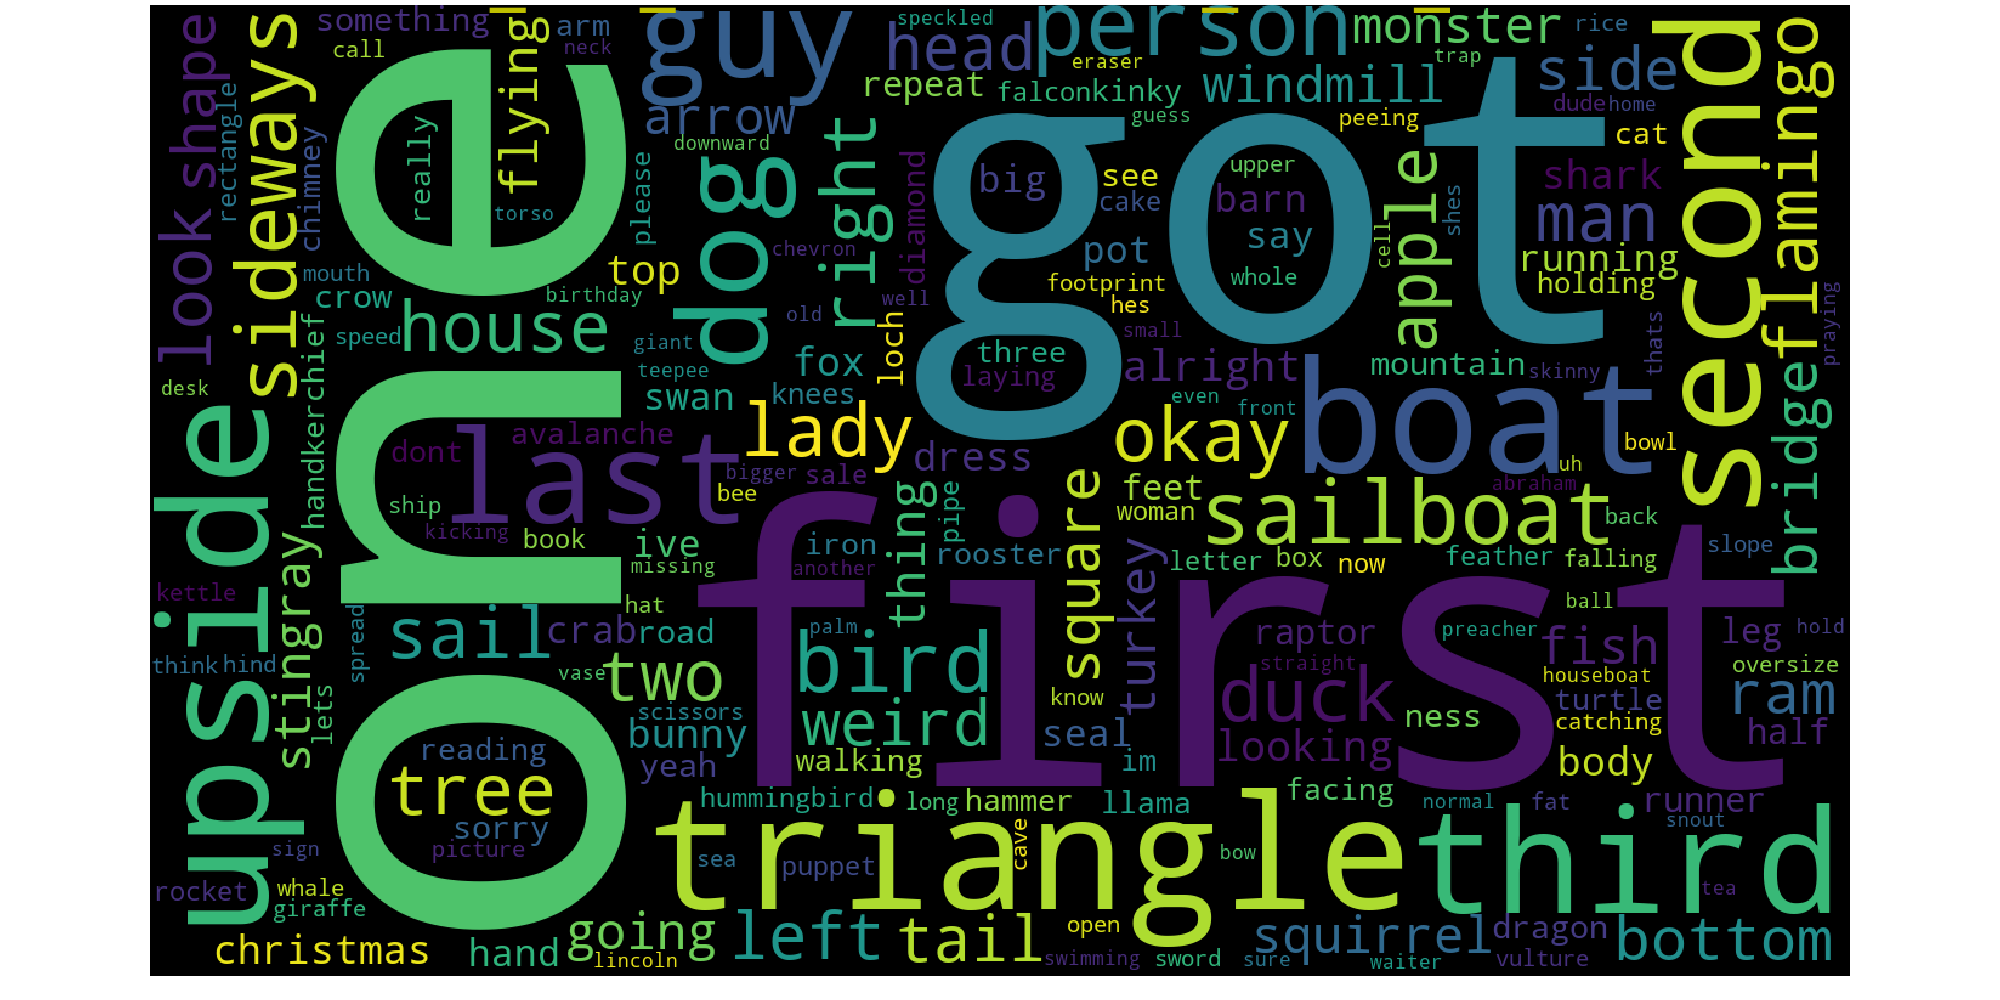 one
got
first
second
triangle
third
upside
boat
last
guy
person
dog
sideways
flamingo
sailboat
house
bird
duck
lady
okay
right
apple
head
side
man
square
tree
two
weird
sail
tail
left
bottom
squirrel
going
look
shape
something
call
arm
neck
flying
really
rectangle
chimney
torso
please
arrow
downward
speckled
eraser
repeat
falconkinky
guess
windmill
monster
trap
rice
peeing
dude
home
cat
shark
running
holding
shes
cell
upper
barn
say
whole
big
see
cake
pot
footprint
hes
diamond
chevron
well
old
loch
small
three
laying
alright
mountain
skinny
thats
praying
bridge
mouth
crow
speed
handkerchief
desk
top
birthday
giant
teepee
swan
fox
knees
avalanche
dont
dress
bigger
sale
bee
even
front
bowl
uh
abraham
back
ship
kicking
book
ive
missing
iron
another
rooster
pipe
thing
feet
woman
letter
box
now
feather
falling
slope
stingray
kettle
spread
think
hind
lets
hat
crab
road
vase
scissors
bunny
yeah
palm
turkey
know
seal
im
raptor
straight
looking
ball
preacher
fish
houseboat
turtle
catching
ness
body
leg
hold
oversize
ram
half
reading
sorry
picture
walking
hummingbird
long
hammer
llama
facing
normal
fat
runner
snout
sign
rocket
whale
giraffe
christmas
hand
lincoln
sea
puppet
cave
bow
open
swimming
sword
sure
waiter
dragon
vulture
tea